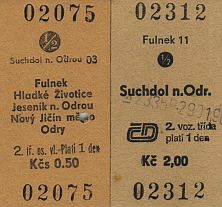 02075
1/2
Suchdol n. Odrou 03
Fulnek
Hladké Životice
Jeseník n. Odrou
Nový Jičín město
Odry
2. tř. os. vl. Platí 1 den
Kčs 0.50
02075
02312
Fulnek 11
1/2
Suchdol n.Odr.
ČD 2. voz. třída
platí 1 den
Kč 2,00
02312